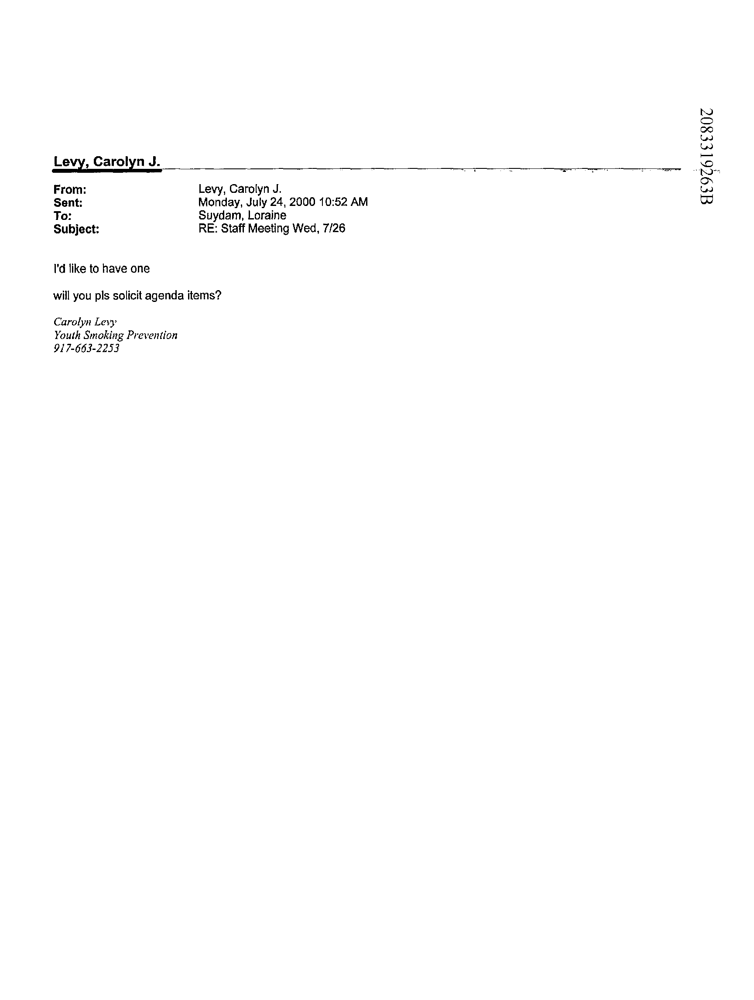 2083319263B
Levy, Carolyn J.
From: Levy, Carolyn J.
Sent: Monday, July 24, 2000 10:52 AM
To: Suydam, Loraine
Subject: RE: Staff Meeting Wed, 7/26
I'd like to have one
will you pls solicit agenda items?
Carolyn Levy
Youth Smoking Prevention
917-663-2253